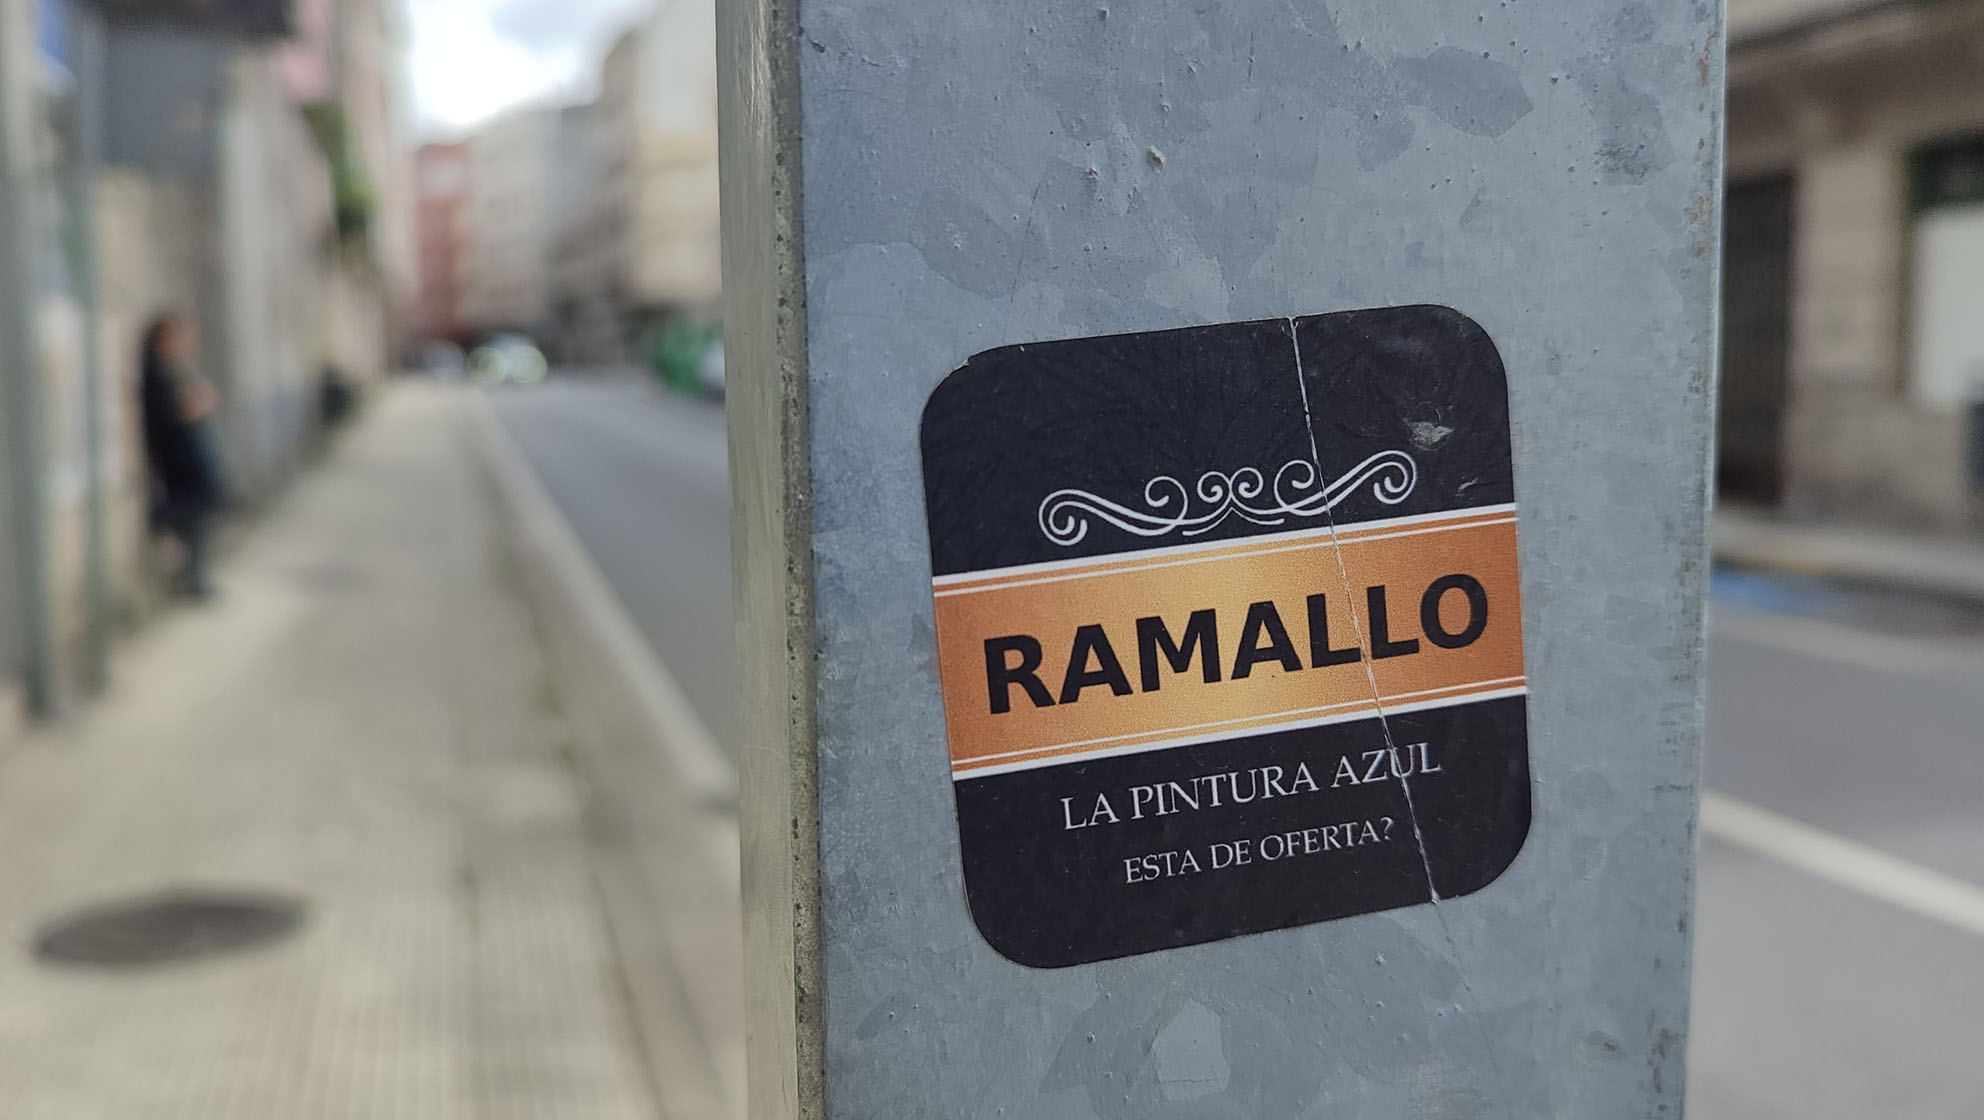 RAMALLO
LA PINTURA AZUL
ESTA DE OFERTA?